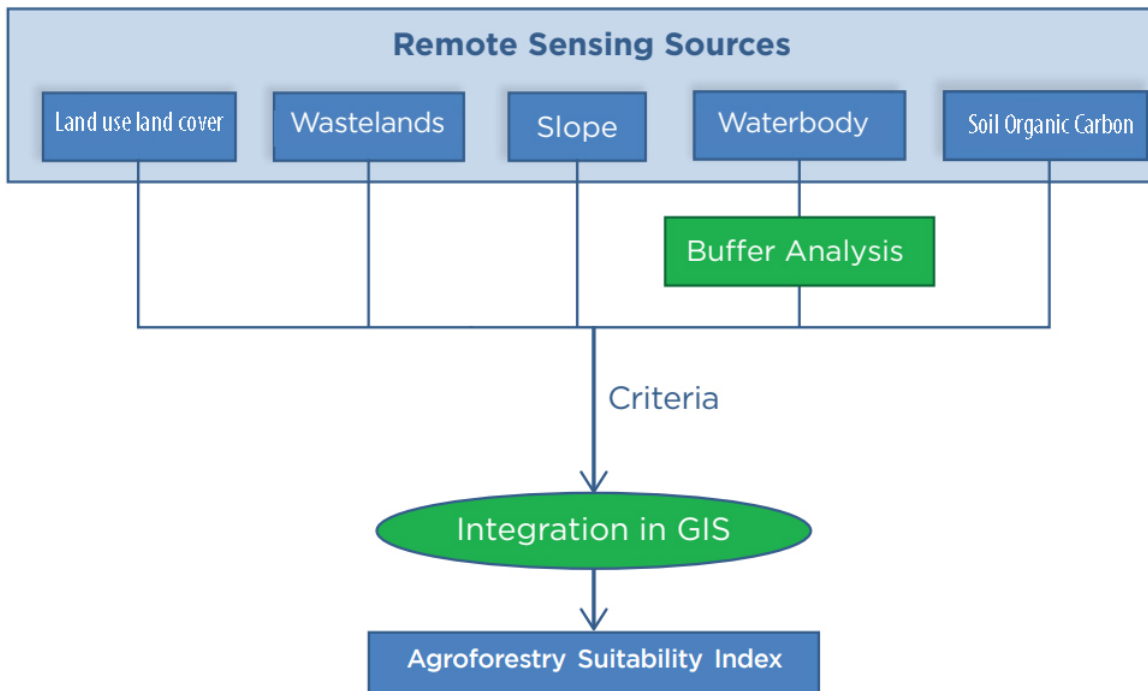 Remote Sensing Sources
Land use land cover
Wastelands
Slope
Waterbody
Soil Organic Carbon
Buffer Analysis
Criteria
Integration in GIS
Agroforestry Suitability Index